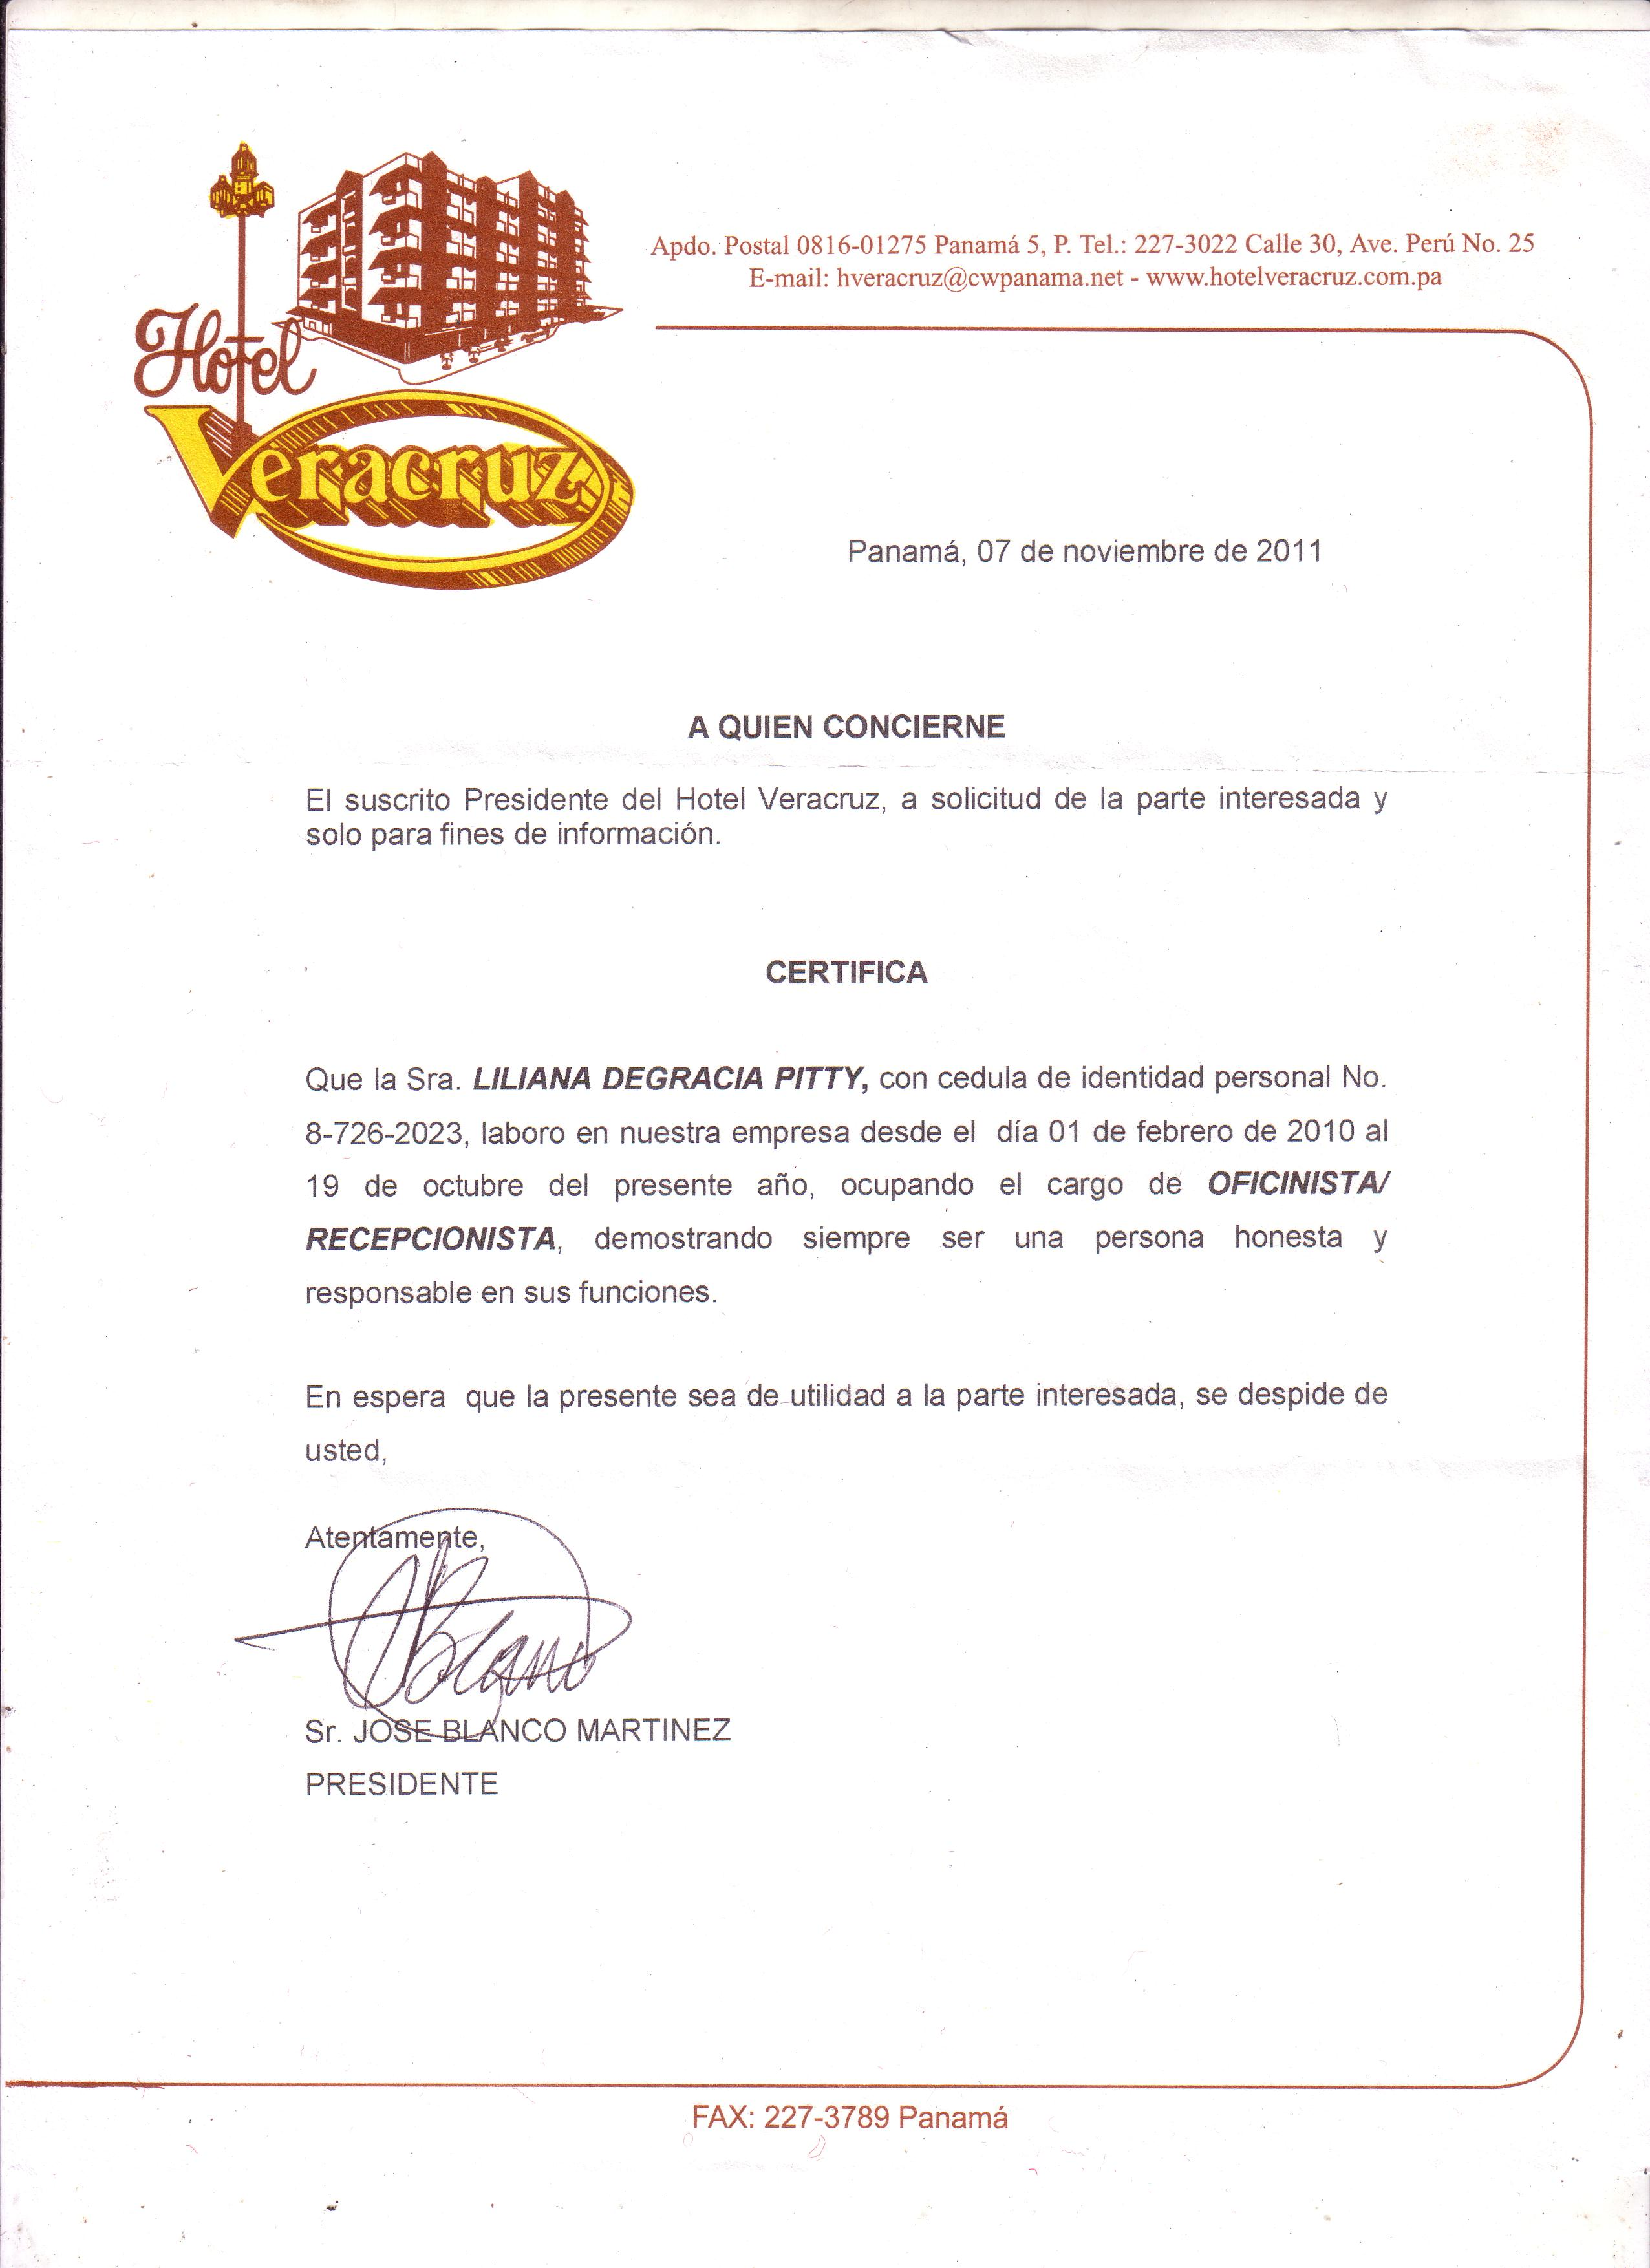 Apdo. Postal 0816-01275 Panamá 5, P. Tel.: 227-3022 Calle 30, Ave. Perú No. 25
E-mail: hveracruz@cwpanama.net - www.hotelveracruz.com.pa
Hotel
Veracruz
Panamá, 07 de noviembre de 2011
A QUIEN CONCIERNE
El suscrito Presidente del Hotel Veracruz, a solicitud de la parte interesada y
solo para fines de información.
CERTIFICA
Que la Sra. LILIANA DEGRACIA PITTY, con cedula de identidad personal No.
8-726-2023, laboro en nuestra empresa desde el día 01 de febrero de 2010 al
19 de octubre del presente año, ocupando el cargo de OFICINISTA/
RECEPCIONISTA, demostrando siempre ser una persona honesta y
responsable en sus funciones.
En espera que la presente sea de utilidad a la parte interesada, se despide de
usted,
Atentamente,
Sr. JOSE BLANCO MARTINEZ
PRESIDENTE
FAX: 227-3789 Panamá